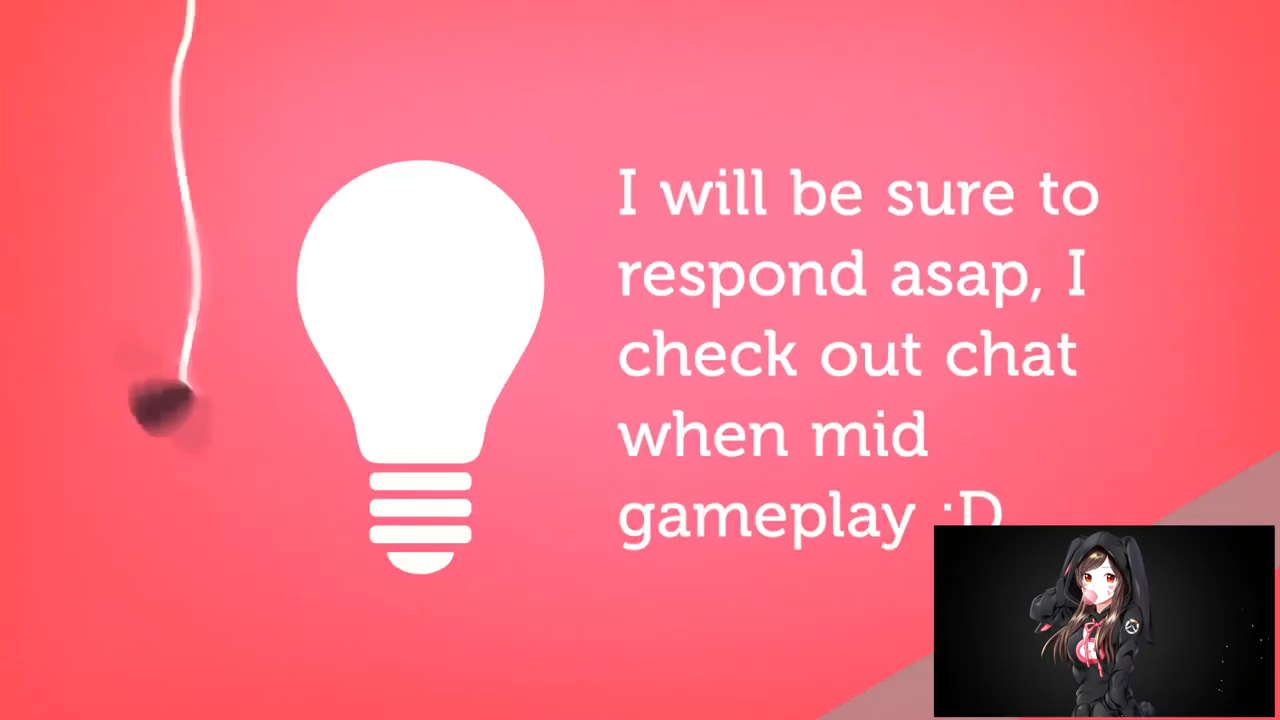 I will be sure to
respond asap, I
check out chat
when mid
gameplay :D